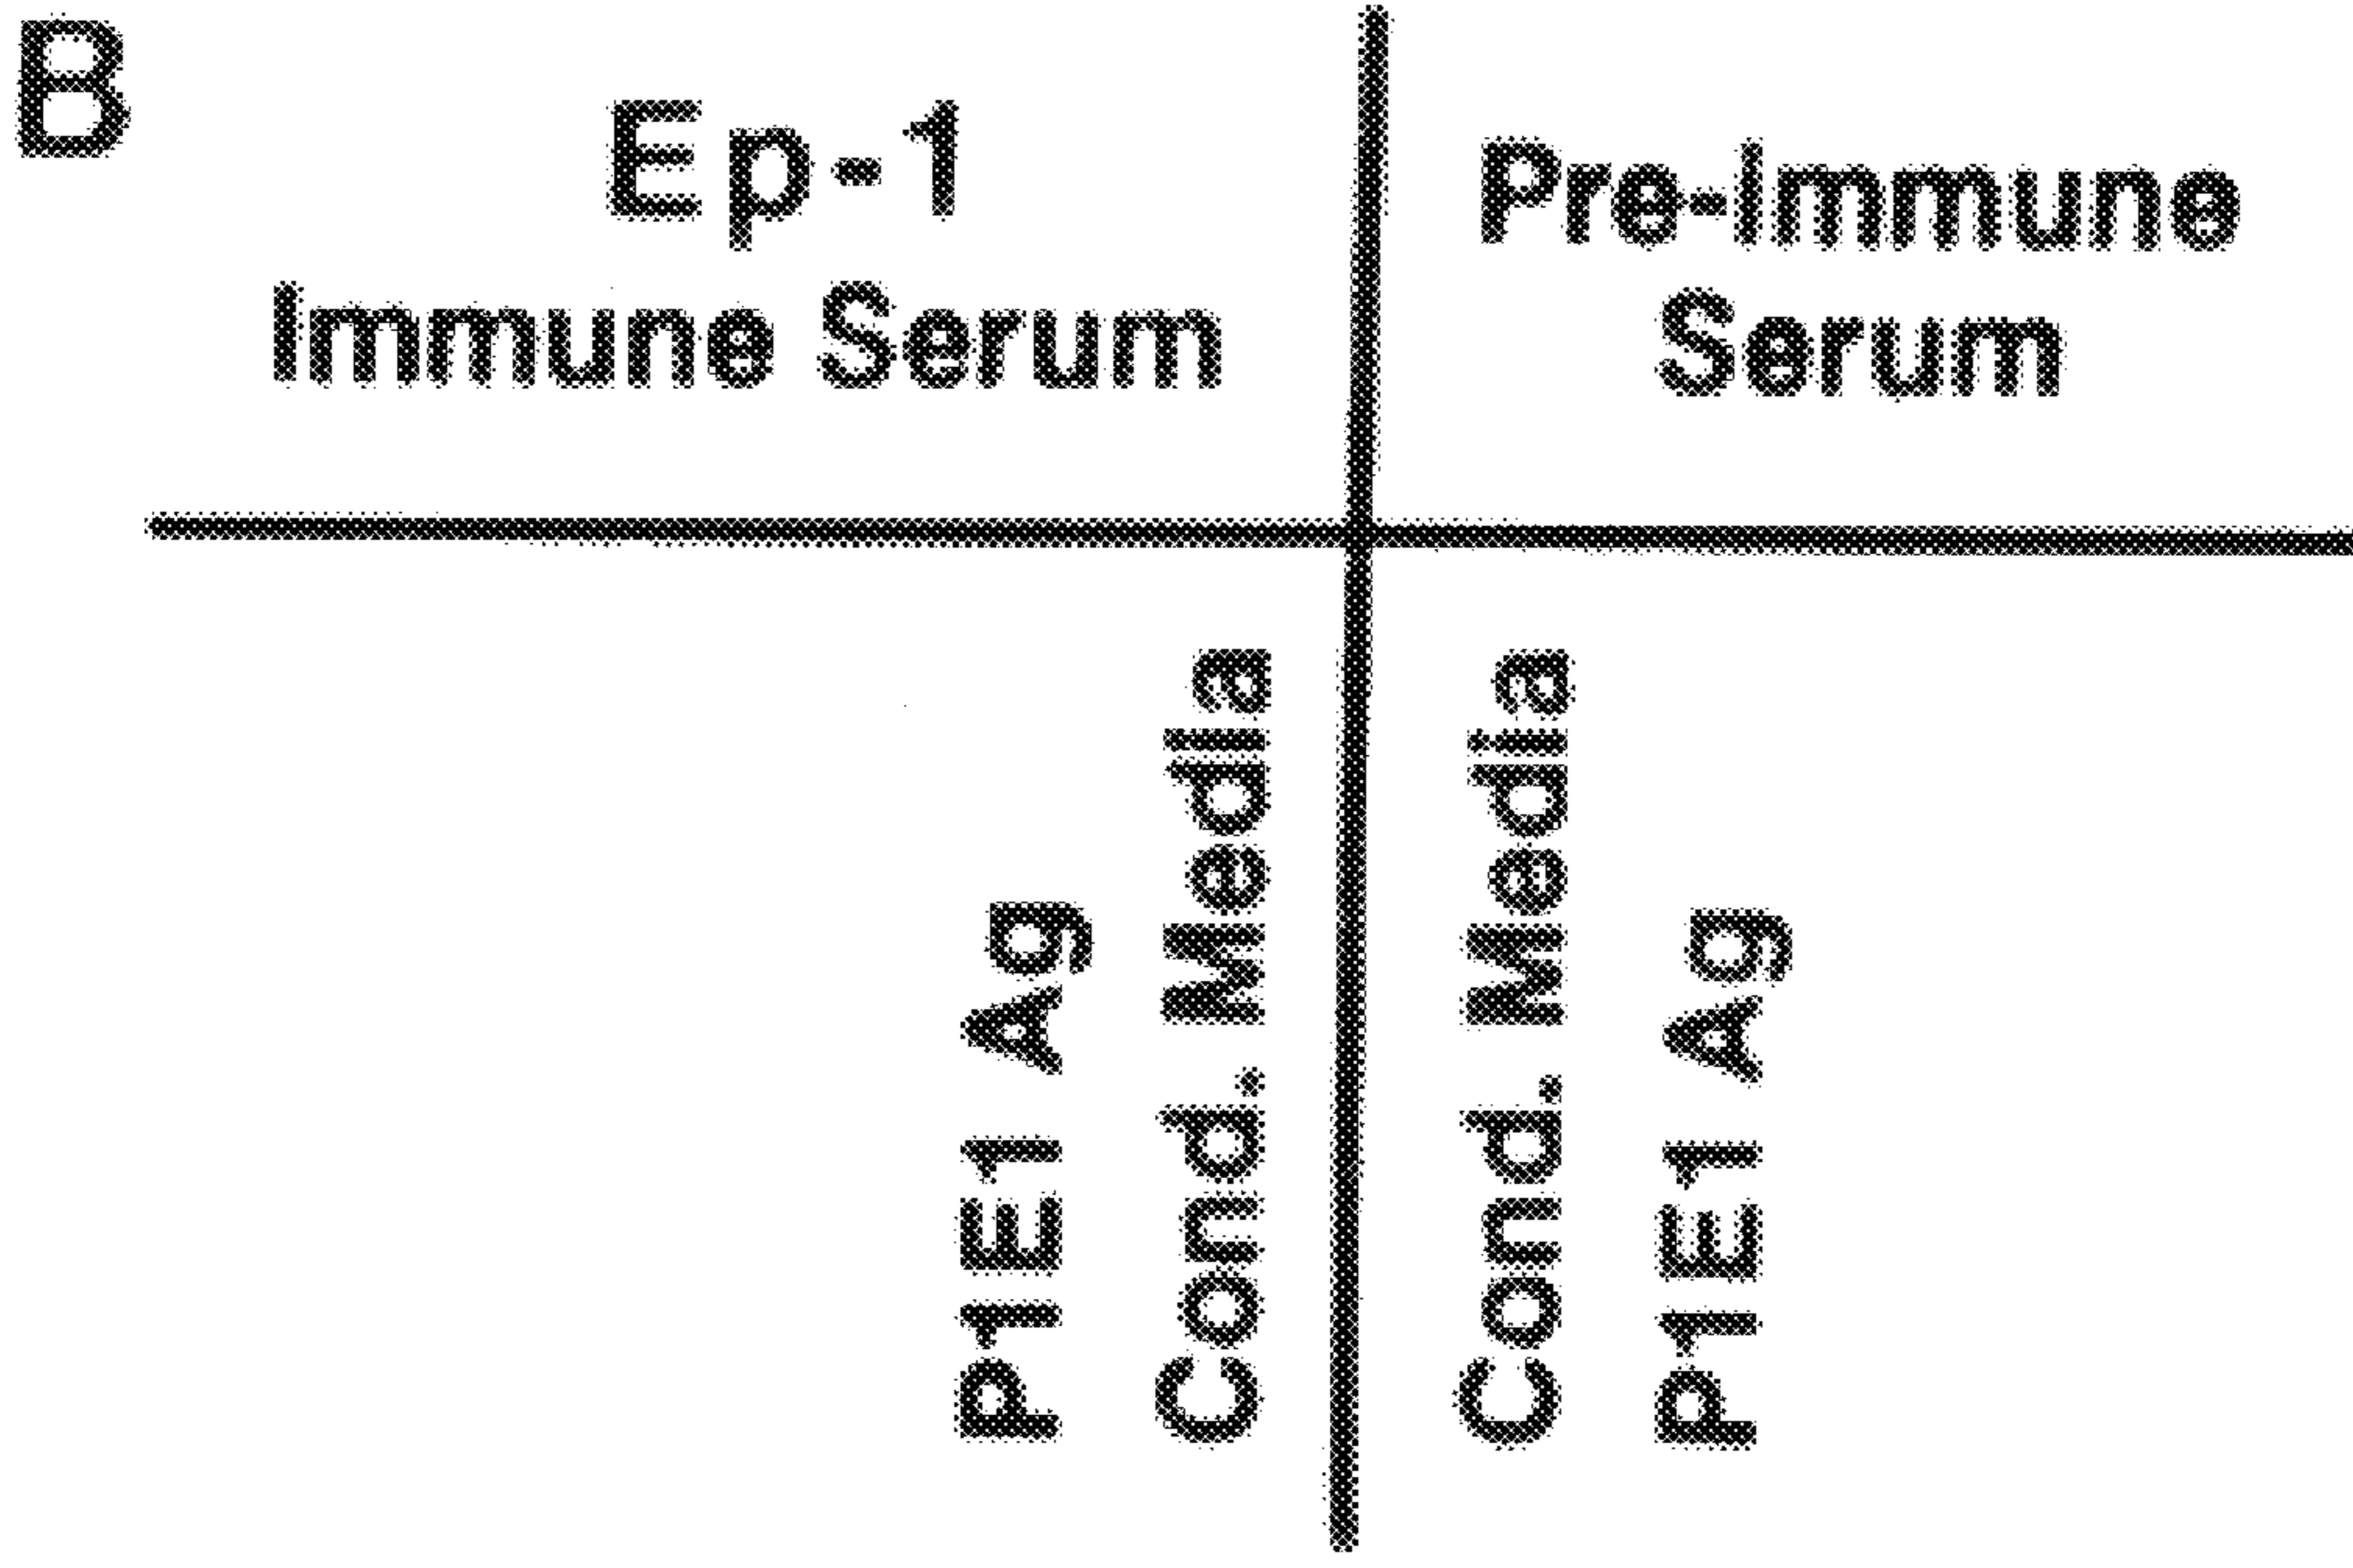 B
Ep-1
Immune Serum
Pre-Immune
Serum
P1E1 Ag
Cond. Media
Cond. Media
P1E1 Ag